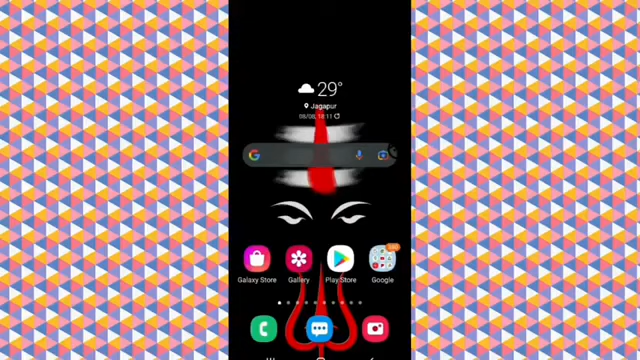 29°
Jagapur
08/08, 18:11
Galaxy Store
Gallery
Play Store
Google